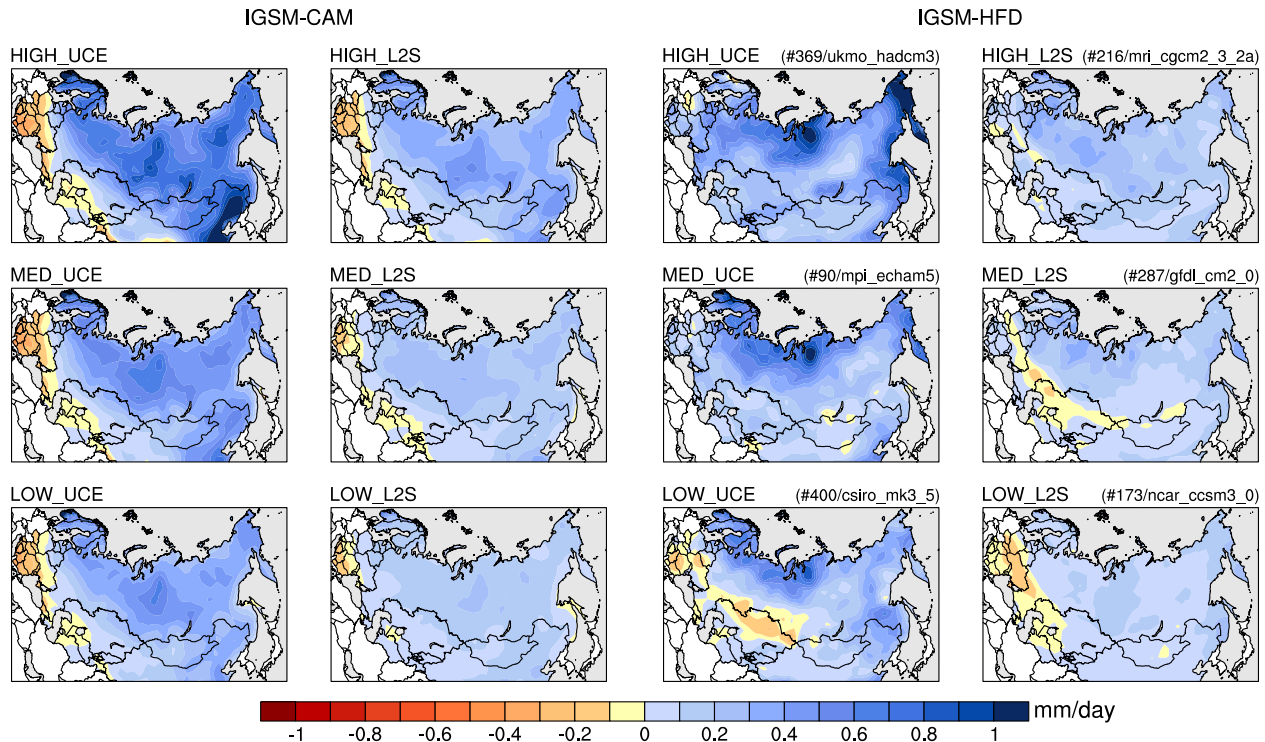 IGSM-CAM IGSM-HFD
HIGH_UCE HIGH_L2S HIGH_UCE (#369/ukmo_hadcm3) HIGH_L2S (#216/mri_cgcm2_3_2a)
MED_UCE MED_L2S MED_UCE (#90/mpi_echam5) MED_L2S (#287/gfdl_cm2_0)
LOW_UCE LOW_L2S LOW_UCE (#400/csiro_mk3_5) LOW_L2S (#173/ncar_ccsm3_0)
mm/day
-1 -0.8 -0.6 -0.4 -0.2 0 0.2 0.4 0.6 0.8 1